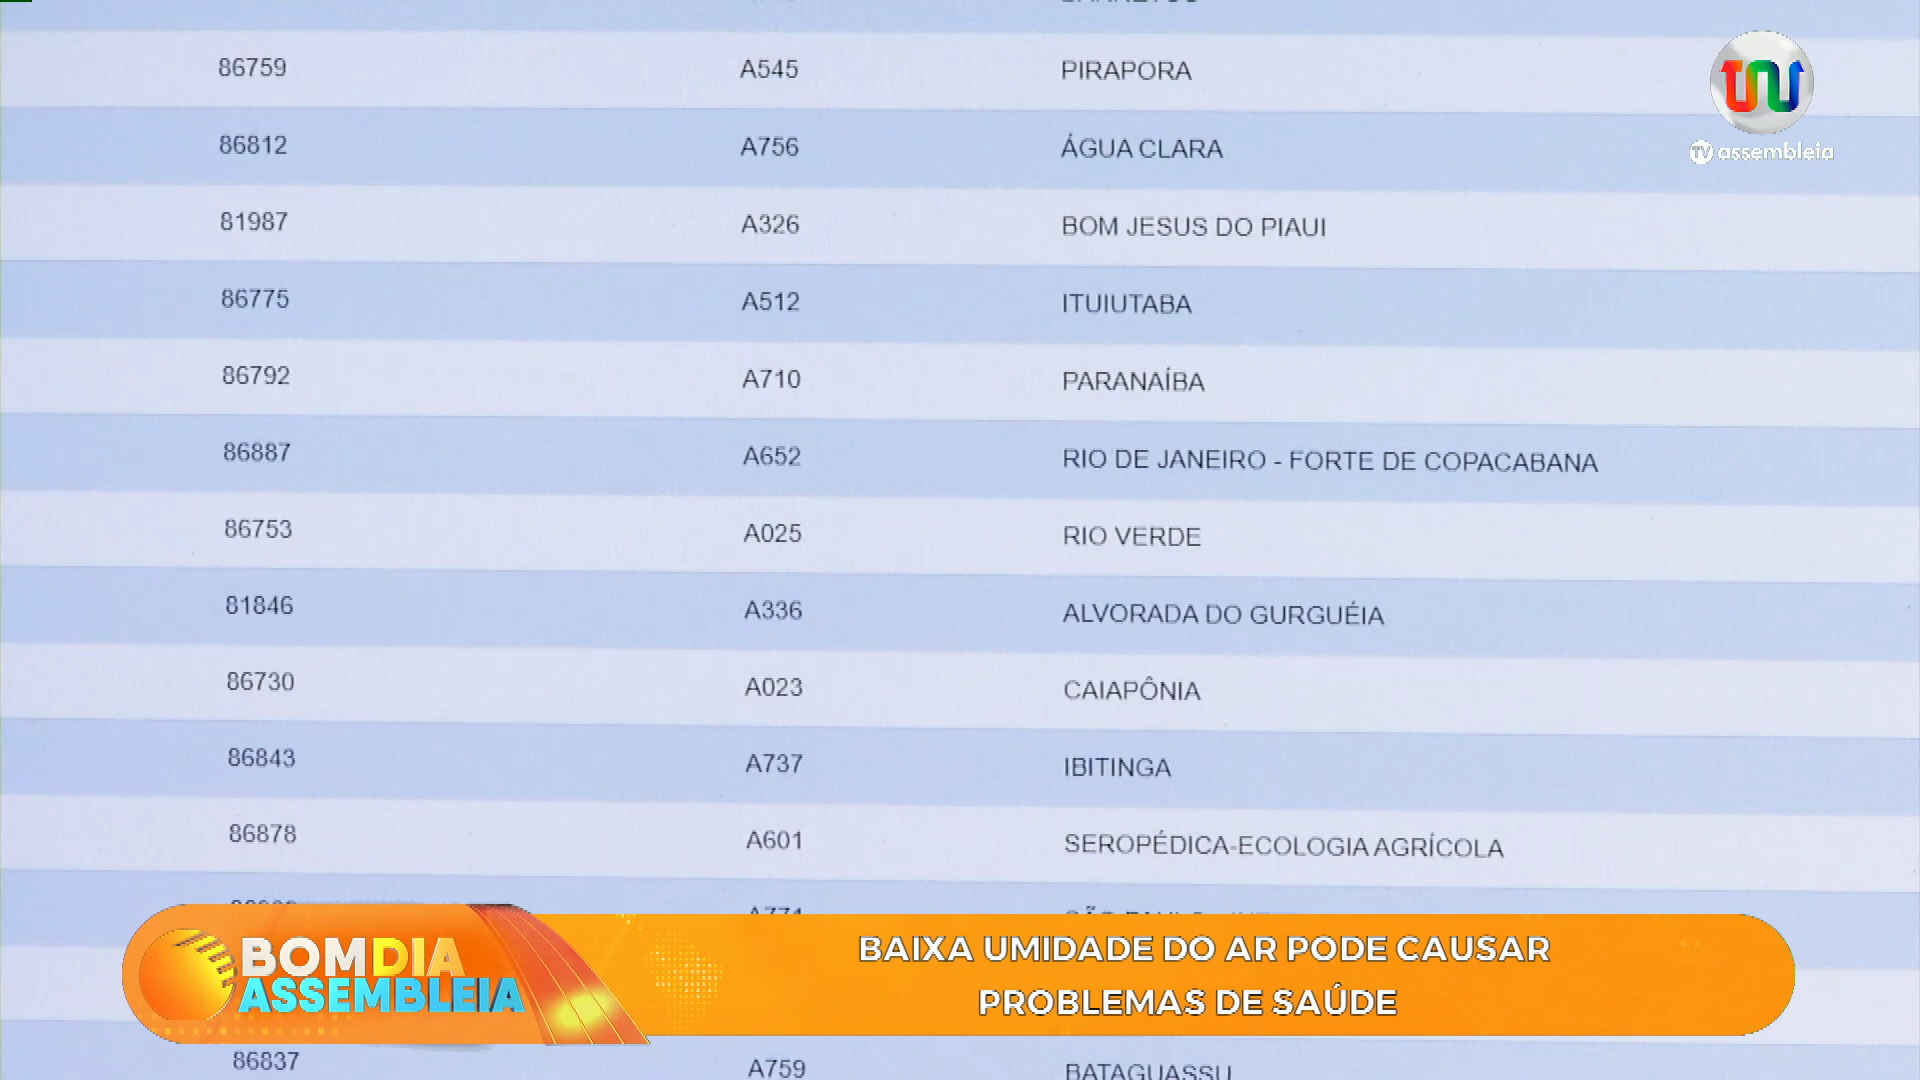 86759 A545 PIRAPORA
86812 A756 ÁGUA CLARA
81987 A326 BOM JESUS DO PIAUI
86775 A512 ITUIUTABA
86792 A710 PARANAÍBA
86887 A652 RIO DE JANEIRO - FORTE DE COPACABANA
86753 A025 RIO VERDE
81846 A336 ALVORADA DO GURGUÉIA
86730 A023 CAIAPÔNIA
86843 A737 IBITINGA
86878 A601 SEROPÉDICA-ECOLOGIA AGRÍCOLA
86837 A759 BATAGUASSU
TV assembleia
BOM DIA
ASSEMBLEIA
BAIXA UMIDADE DO AR PODE CAUSAR
PROBLEMAS DE SAÚDE